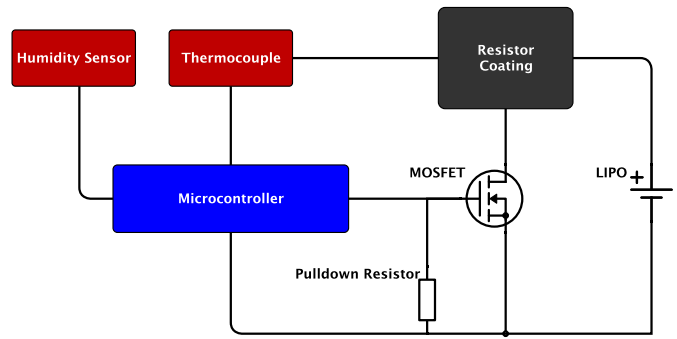 Humidity Sensor
Thermocouple
Resistor
Coating
MOSFET
LIPO
+
Microcontroller
Pulldown Resistor